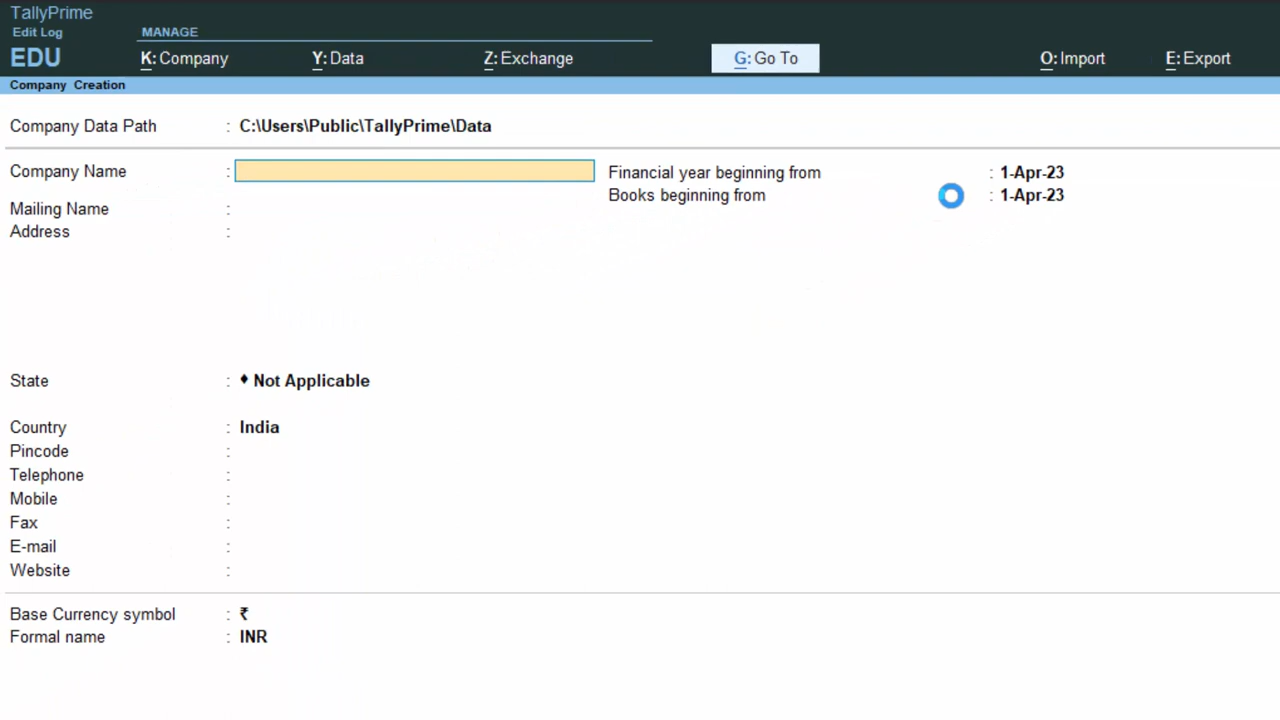 TallyPrime
Edit Log
MANAGE
EDU
K: Company Y: Data Z: Exchange G: Go To O: Import E: Export
Company Creation
Company Data Path : C:\Users\Public\TallyPrime\Data
Company Name : Financial year beginning from : 1-Apr-23
Books beginning from : 1-Apr-23
Mailing Name :
Address :
State : ♦ Not Applicable
Country : India
Pincode :
Telephone :
Mobile :
Fax :
E-mail :
Website :
Base Currency symbol : ₹
Formal name : INR